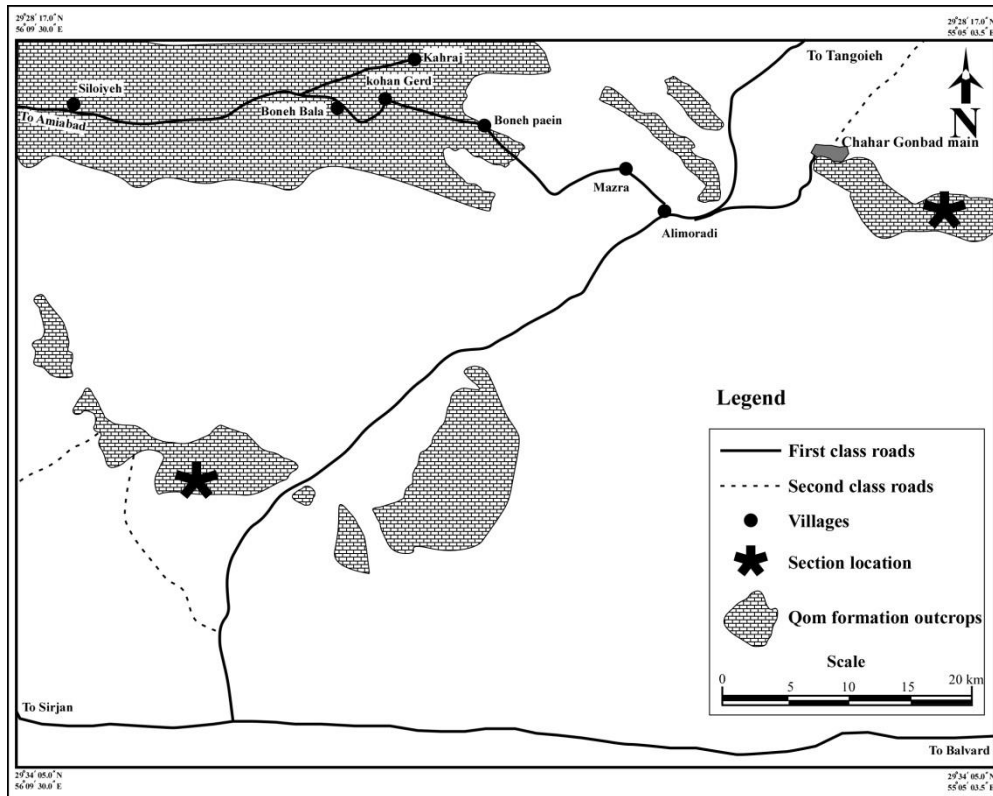 29° 28′ 17.0″ N
56° 09′ 30.0″ E
29° 28′ 17.0″ N
55° 05′ 03.5″ E
To Tangoieh
Kahraj
Siloiyeh
kohan Gerd
N
To Amiabad
Boneh Bala
Boneh paein
Chahar Gonbad main
Mazra
Alimoradi
Legend
First class roads
Second class roads
Villages
Section location
Qom formation outcrops
Scale
0 5 10 15 20 km
To Sirjan
To Balvard
29° 34′ 05.0″ N
56° 09′ 30.0″ E
29° 34′ 05.0″ N
55° 05′ 03.5″ E